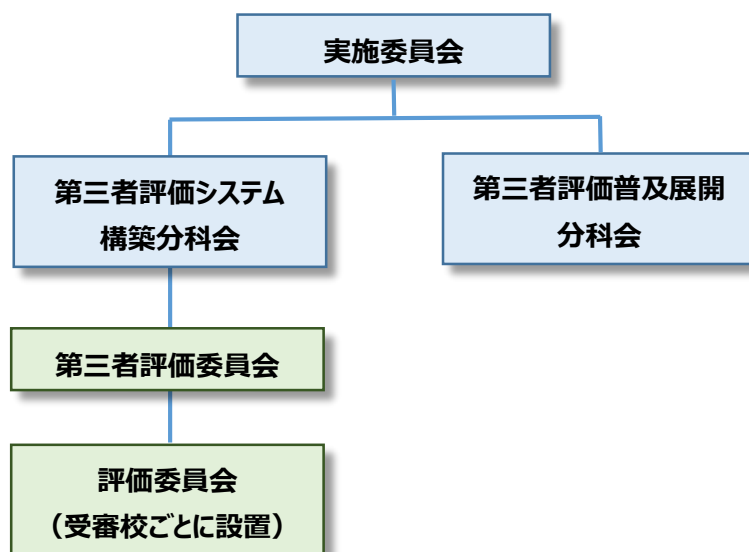 実施委員会
第三者評価システム
構築分科会
第三者評価普及展開
分科会
第三者評価委員会
評価委員会
（受審校ごとに設置）